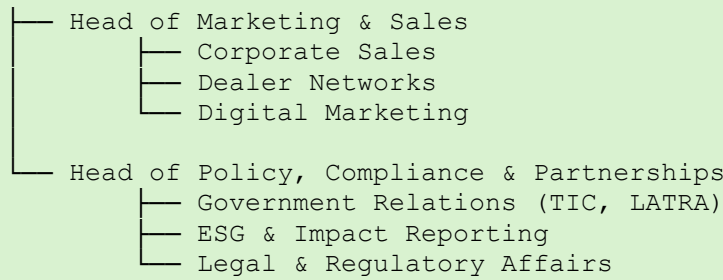 Head of Marketing & Sales
Corporate Sales
Dealer Networks
Digital Marketing
Head of Policy, Compliance & Partnerships
Government Relations (TIC, LATRA)
ESG & Impact Reporting
Legal & Regulatory Affairs